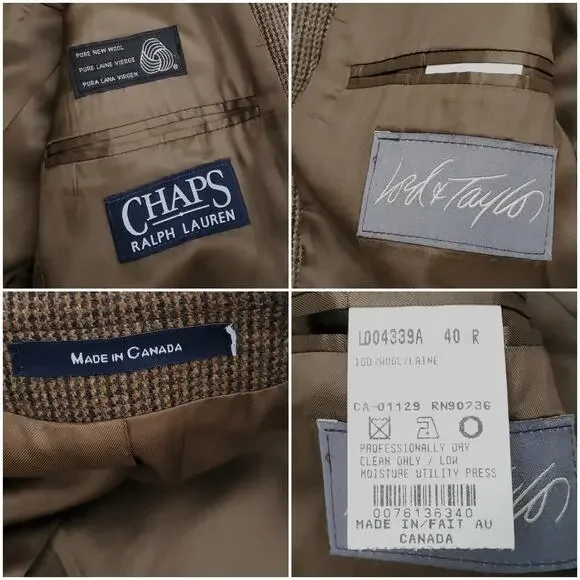 PURE NEW WOOL
PURE LAINE VIERGE
PURA LANA VIRGEN
CHAPS
RALPH LAUREN
Lord & Taylor
MADE IN CANADA
LD04339A 40 R
100/WOOL/LAINE
CA-01129 RN90236
PROFESSIONALLY DRY
CLEAN ONLY / LOW
MOISTURE UTILITY PRESS
0076136340
MADE IN/FAIT AU
CANADA
Taylor